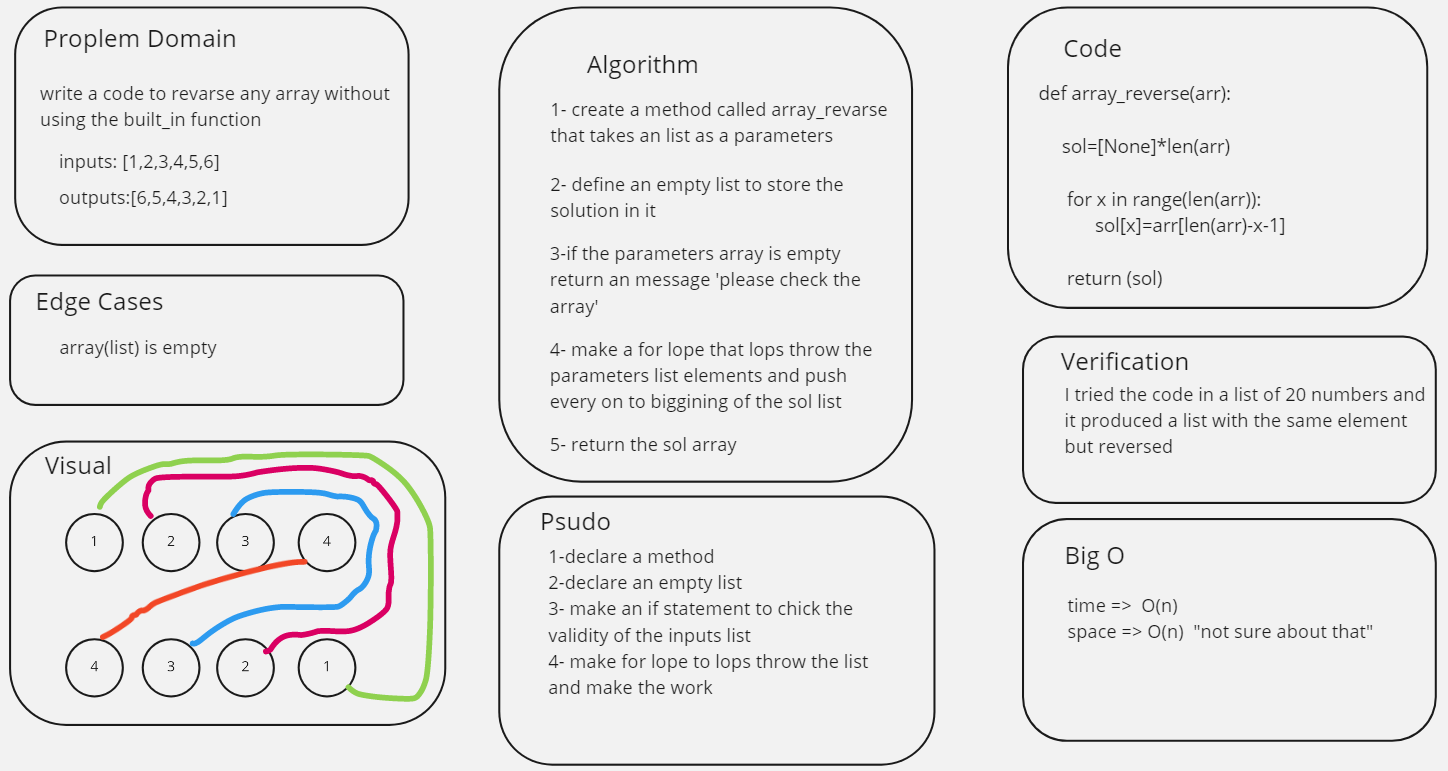 Proplem Domain
write a code to revarse any array without
using the built_in function
inputs: [1,2,3,4,5,6]
outputs:[6,5,4,3,2,1]
Edge Cases
array(list) is empty
Visual
1 2 3 4
4 3 2 1
Algorithm
1- create a method called array_revarse
that takes an list as a parameters
2- define an empty list to store the
solution in it
3-if the parameters array is empty
return an message 'please check the
array'
4- make a for lope that lops throw the
parameters list elements and push
every on to biggining of the sol list
5- return the sol array
Psudo
1-declare a method
2-declare an empty list
3- make an if statement to chick the
validity of the inputs list
4- make for lope to lops throw the list
and make the work
Code
def array_reverse(arr):
sol=[None]*len(arr)
for x in range(len(arr)):
sol[x]=arr[len(arr)-x-1]
return (sol)
Verification
I tried the code in a list of 20 numbers and
it produced a list with the same element
but reversed
Big O
time => O(n)
space => O(n) "not sure about that"